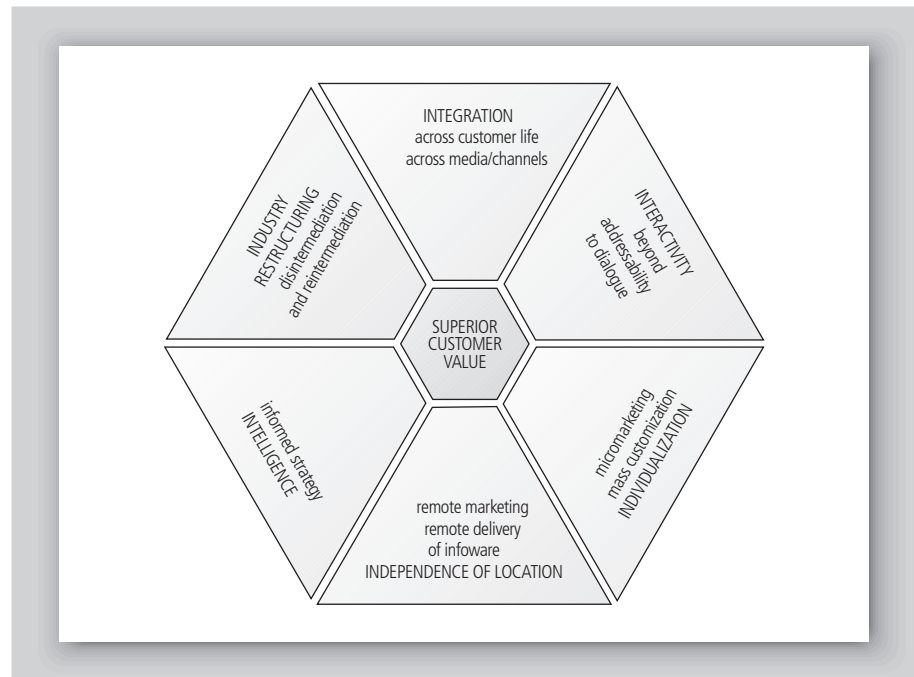 INTEGRATION
across customer life
across media/channels
INTERACTIVITY
beyond
addressability
to dialogue
micromarketing
mass customization
INDIVIDUALIZATION
remote marketing
remote delivery
of infoware
INDEPENDENCE OF LOCATION
informed strategy
INTELLIGENCE
INDUSTRY
RESTRUCTURING
disintermediation
and reintermediation
SUPERIOR
CUSTOMER
VALUE